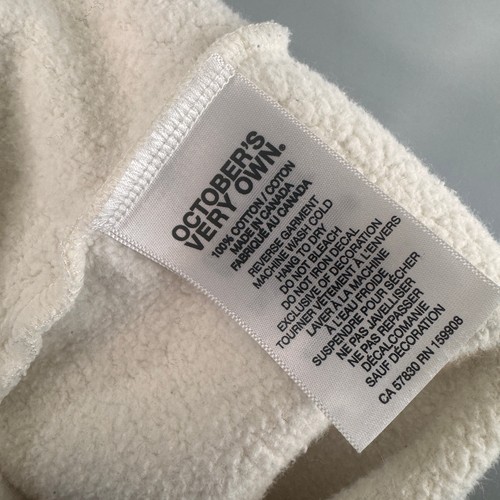 OCTOBER'S
VERY OWN.
100% COTTON / COTON
MADE IN CANADA
FABRIQUÉ AU CANADA
REVERSE GARMENT
MACHINE WASH COLD
HANG TO DRY
DO NOT BLEACH
DO NOT IRON DECAL
EXCLUSIVE OF DECORATION
TOURNER VÊTEMENT À L'ENVERS
LAVER À LA MACHINE
À L'EAU FROIDE
SUSPENDRE POUR SÉCHER
NE PAS JAVELLISER
NE PAS REPASSER
DÉCALCOMANIE
SAUF DÉCORATION
CA 57830 RN 159908